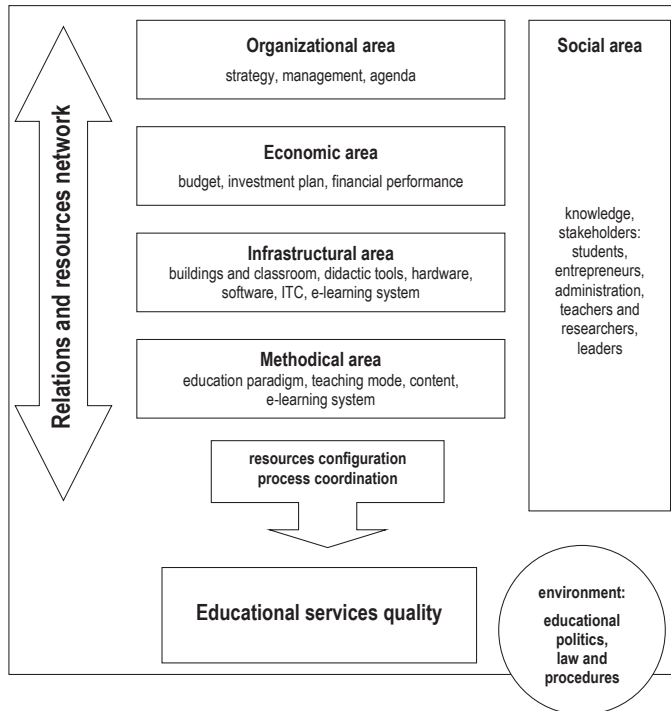 Relations and resources network
Organizational area
strategy, management, agenda
Economic area
budget, investment plan, financial performance
Infrastructural area
buildings and classroom, didactic tools, hardware,
software, ITC, e-learning system
Methodical area
education paradigm, teaching mode, content,
e-learning system
resources configuration
process coordination
Educational services quality
Social area
knowledge,
stakeholders:
students,
entrepreneurs,
administration,
teachers and
researchers,
leaders
environment:
educational
politics,
law and
procedures